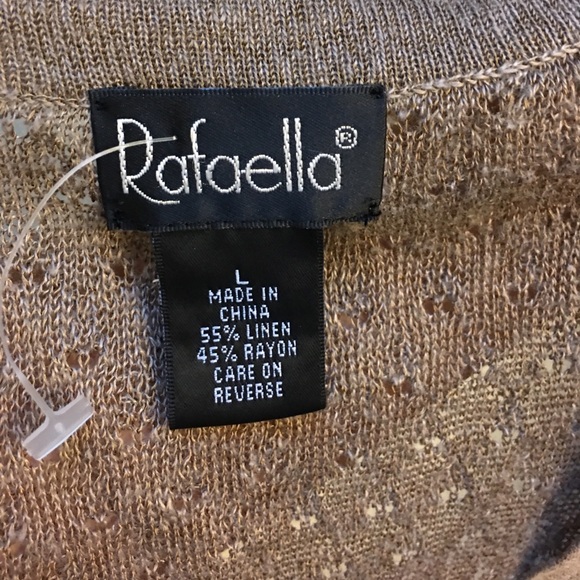 Rafaella®
L
MADE IN
CHINA
55% LINEN
45% RAYON
CARE ON
REVERSE